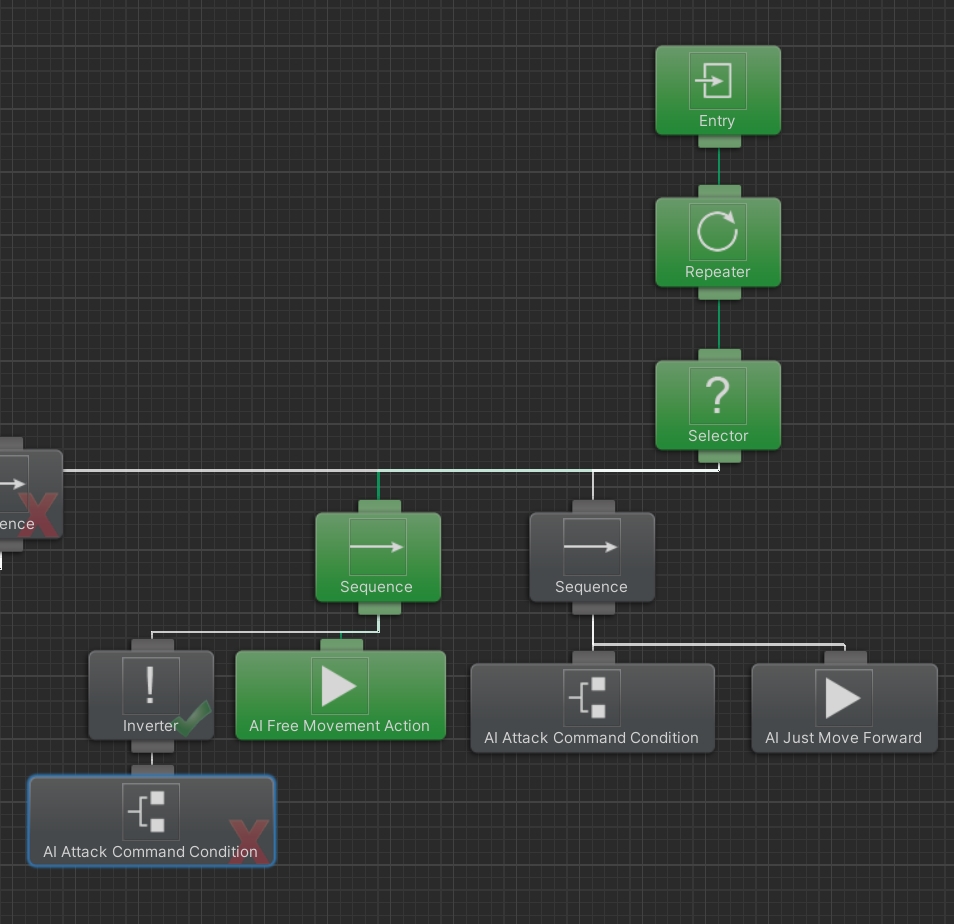 Entry
Repeater
?
Selector
ence
Sequence
Sequence
!
Inverter
AI Free Movement Action
AI Attack Command Condition
AI Just Move Forward
AI Attack Command Condition